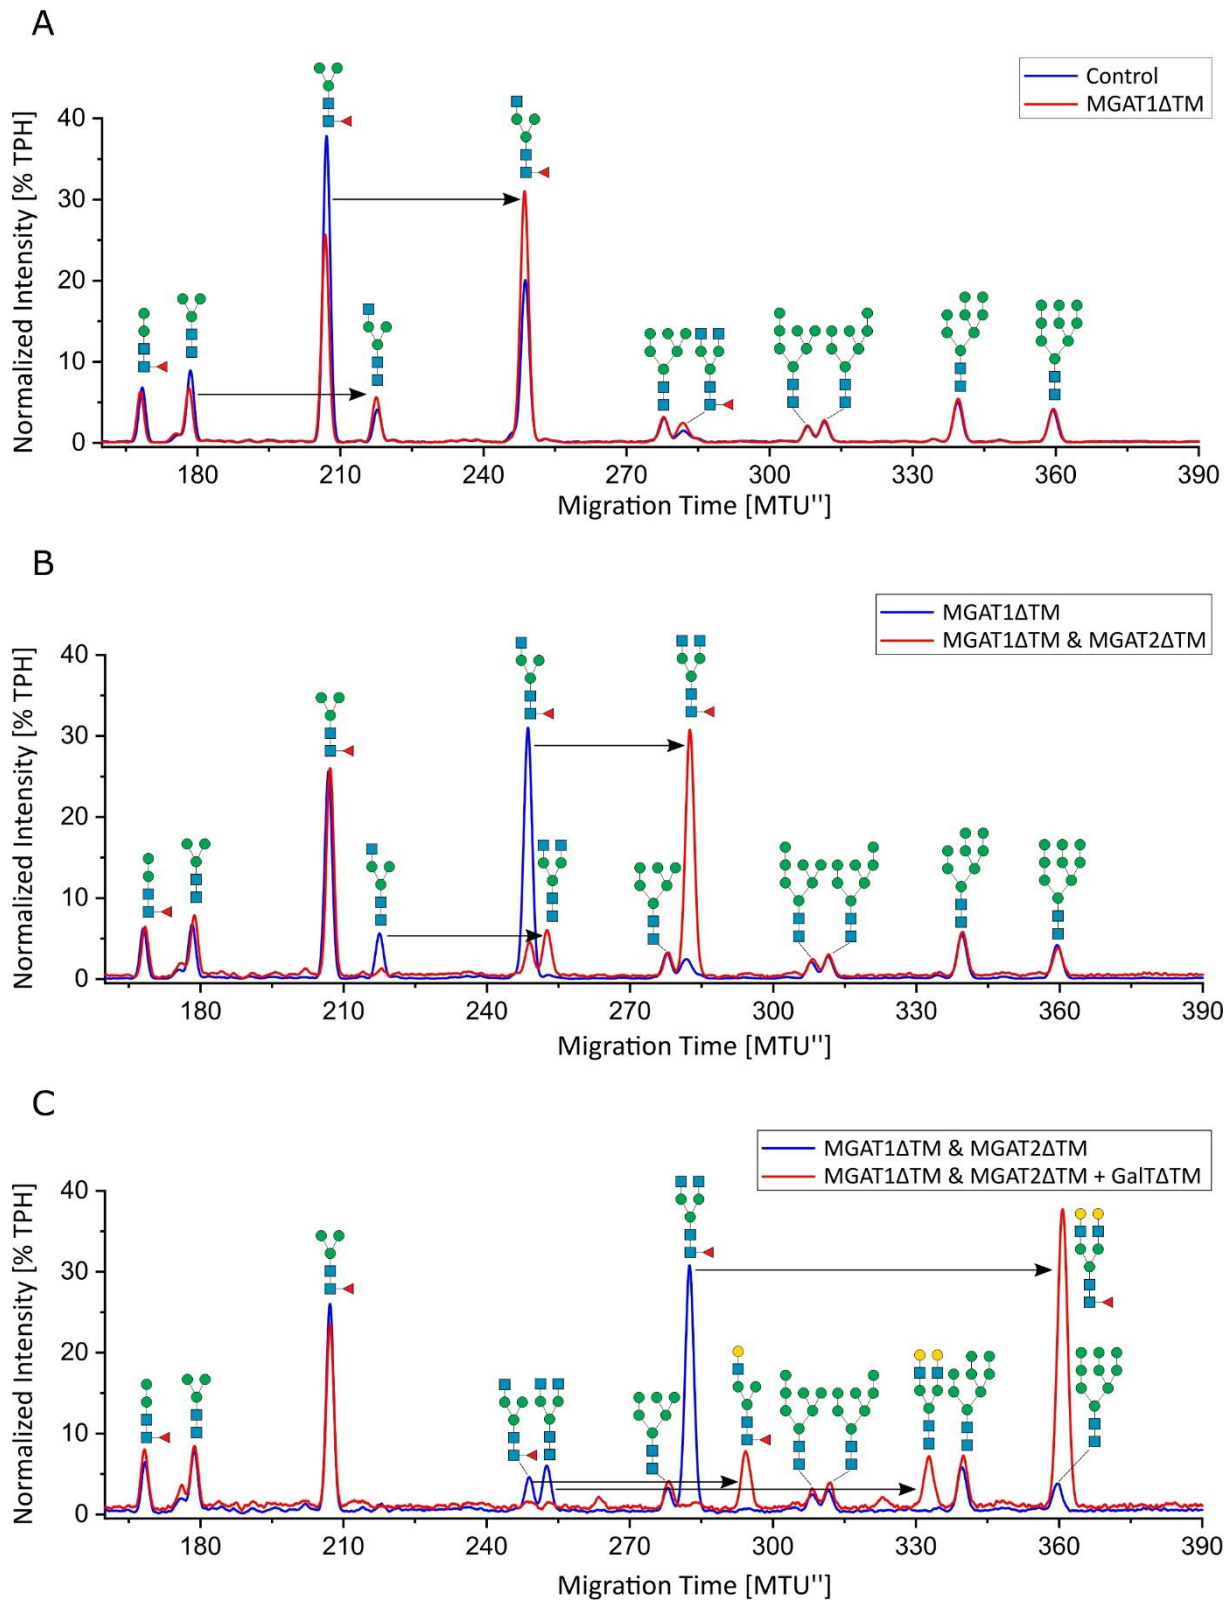 A
Control
MGAT1ΔTM
Normalized Intensity [% TPH]
40
30
20
10
0
180 210 240 270 300 330 360 390
Migration Time [MTU'']
B
MGAT1ΔTM
MGAT1ΔTM & MGAT2ΔTM
Normalized Intensity [% TPH]
40
30
20
10
0
180 210 240 270 300 330 360 390
Migration Time [MTU'']
C
MGAT1ΔTM & MGAT2ΔTM
MGAT1ΔTM & MGAT2ΔTM + GalTΔTM
Normalized Intensity [% TPH]
40
30
20
10
0
180 210 240 270 300 330 360 390
Migration Time [MTU'']